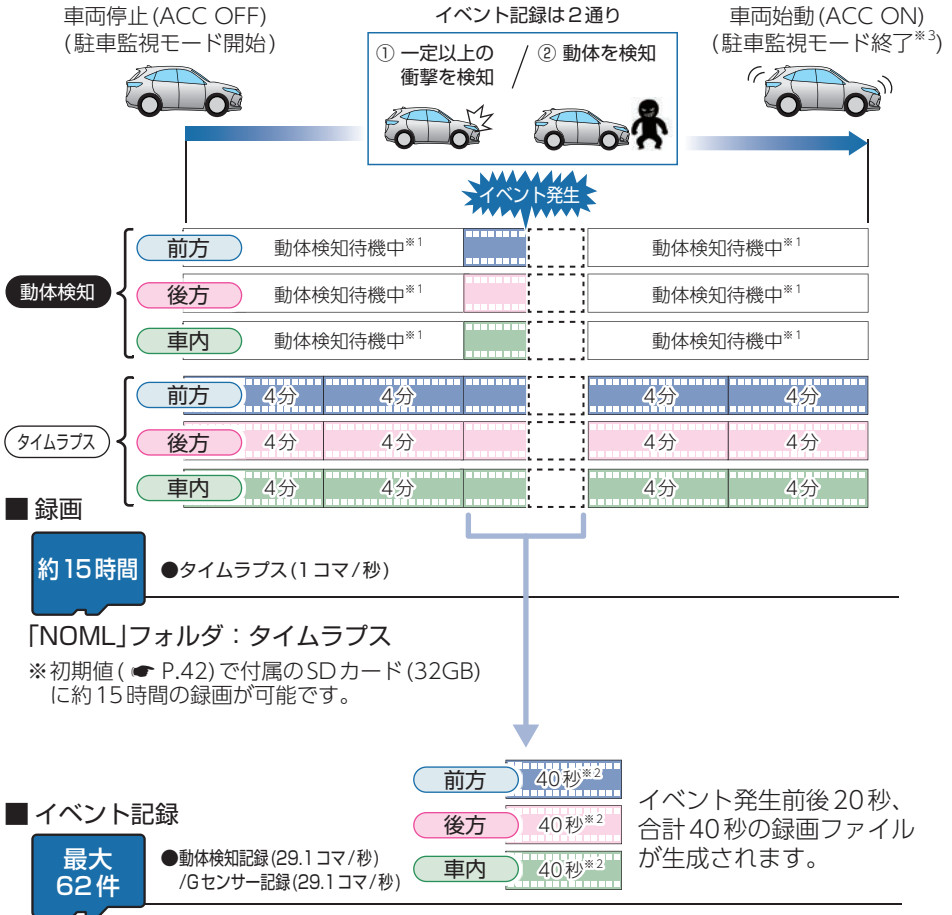 車両停止(ACC OFF)
(駐車監視モード開始)
イベント記録は2通り
① 一定以上の
衝撃を検知
② 動体を検知
車両始動(ACC ON)
(駐車監視モード終了※3)
イベント発生
動体検知
前方 動体検知待機中※1 動体検知待機中※1
後方 動体検知待機中※1 動体検知待機中※1
車内 動体検知待機中※1 動体検知待機中※1
タイムラプス
前方 4分 4分 4分 4分
後方 4分 4分 4分 4分
車内 4分 4分 4分 4分
■ 録画
約15時間
●タイムラプス(1コマ/秒)
「NOML」フォルダ：タイムラプス
※初期値(☛ P.42)で付属のSDカード(32GB)
に約15時間の録画が可能です。
前方 40秒※2
後方 40秒※2
車内 40秒※2
イベント発生前後20秒、
合計40秒の録画ファイル
が生成されます。
■ イベント記録
最大
62件
●動体検知記録(29.1コマ/秒)
/Gセンサー記録(29.1コマ/秒)